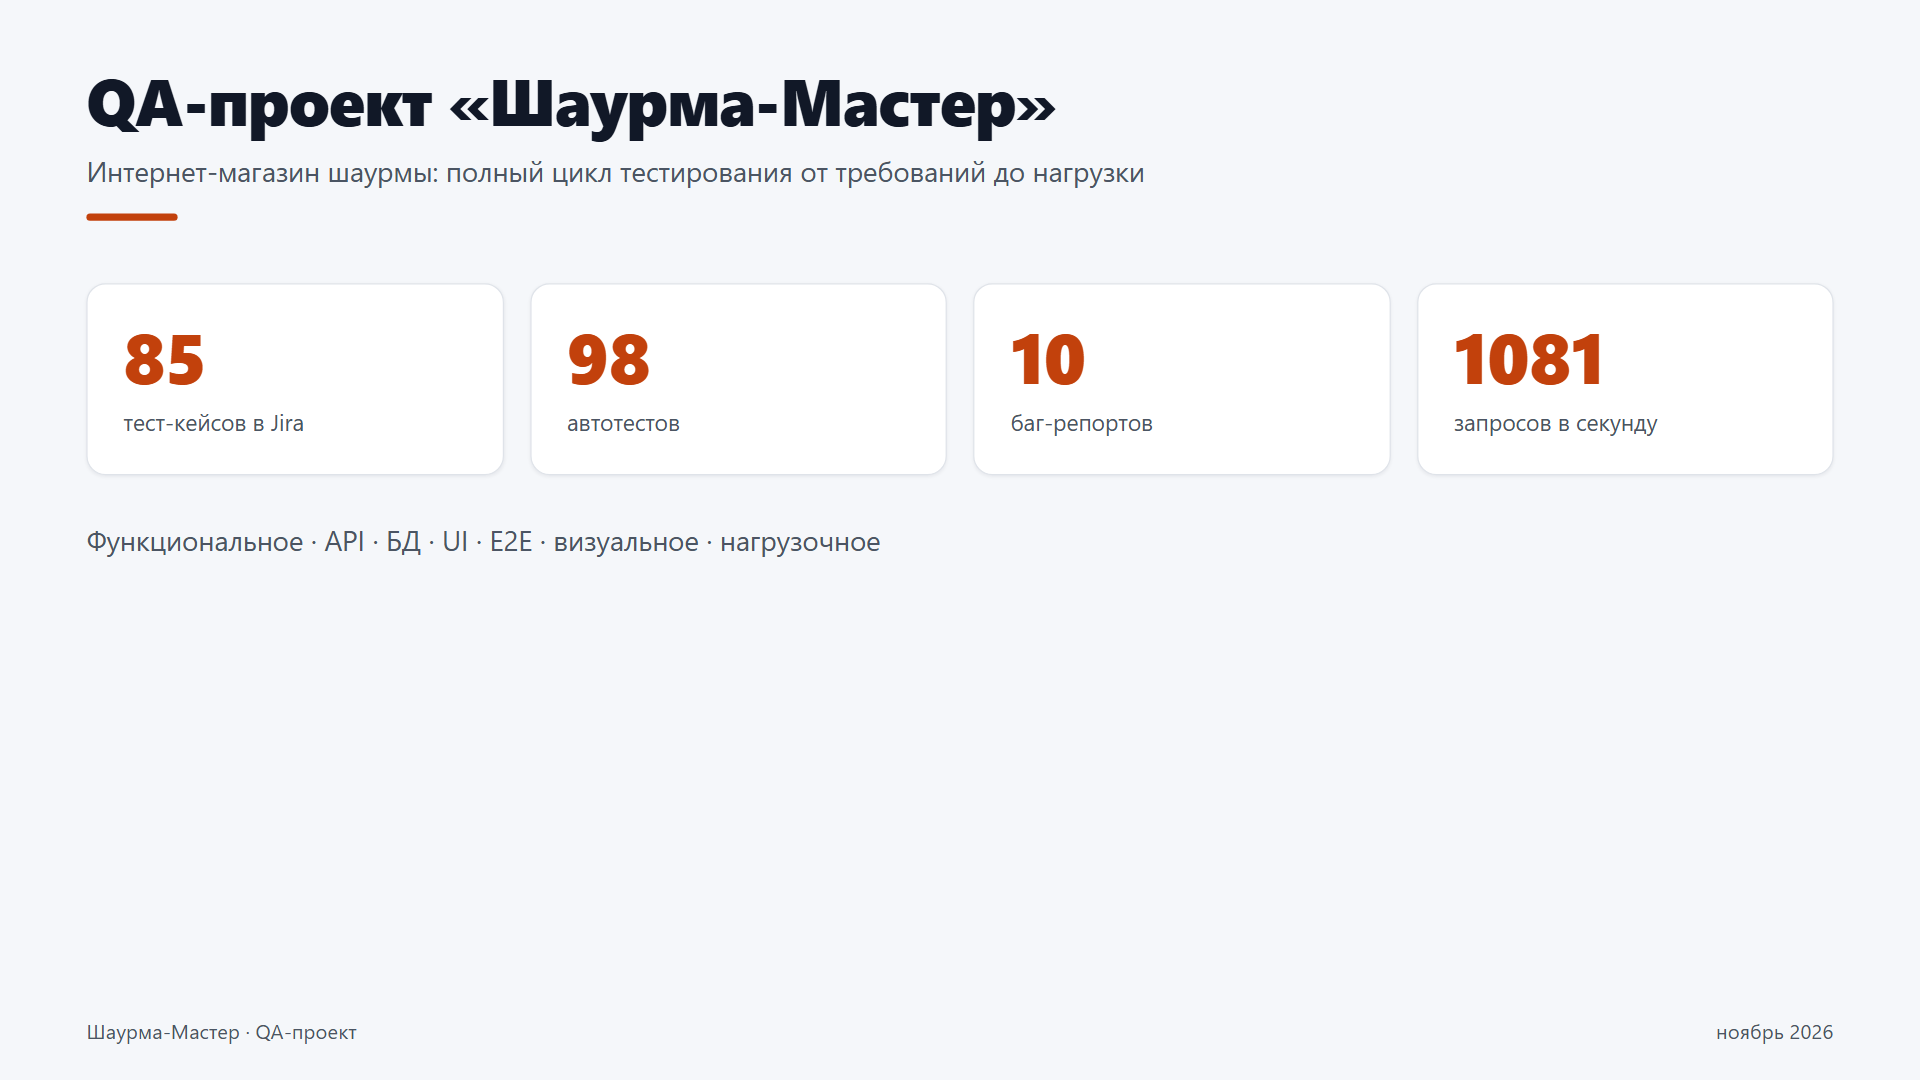 QA-проект «Шаурма-Мастер»
Интернет-магазин шаурмы: полный цикл тестирования от требований до нагрузки
85
тест-кейсов в Jira
98
автотестов
10
баг-репортов
1081
запросов в секунду
Функциональное · API · БД · UI · E2E · визуальное · нагрузочное
Шаурма-Мастер · QA-проект
ноябрь 2026